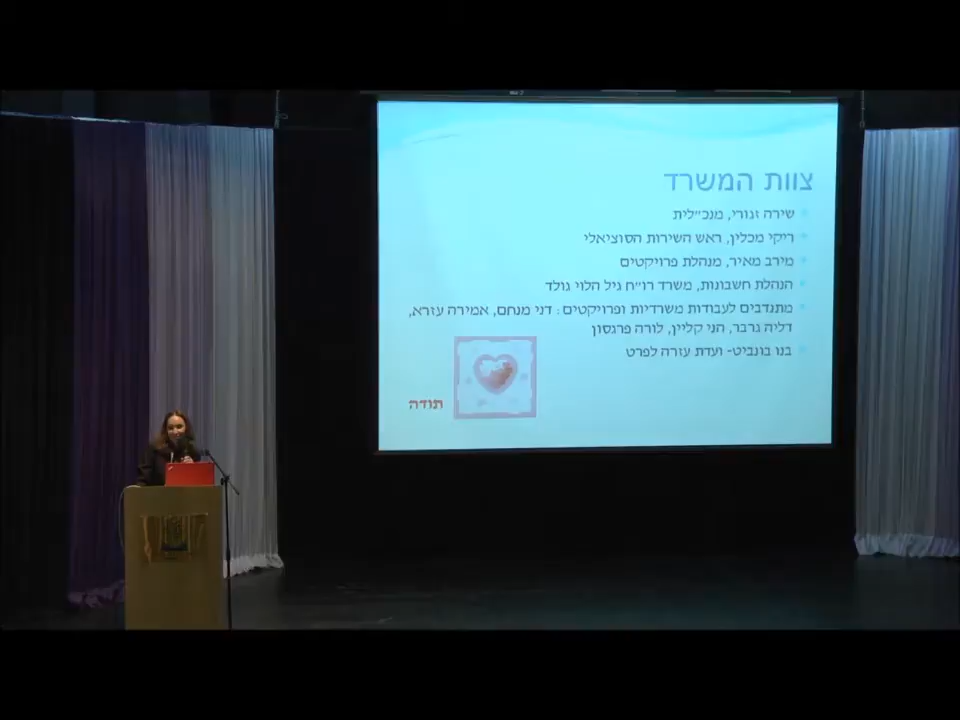 צוות המשרד
שירה זגורי, מנכ״לית
ריקי מכלין, ראש השירות הסוציאלי
מירב מאיר, מנהלת פרויקטים
הנהלת חשבונות, משרד רו״ח גיל הלוי גולד
מתנדבים לעבודות משרדיות ופרויקטים : דני מנחם, אמירה עזרא,
דליה גרבר, הני קליין, לורה פרגסון
בנו בונביט- ועדת עזרה לפרט
תודה